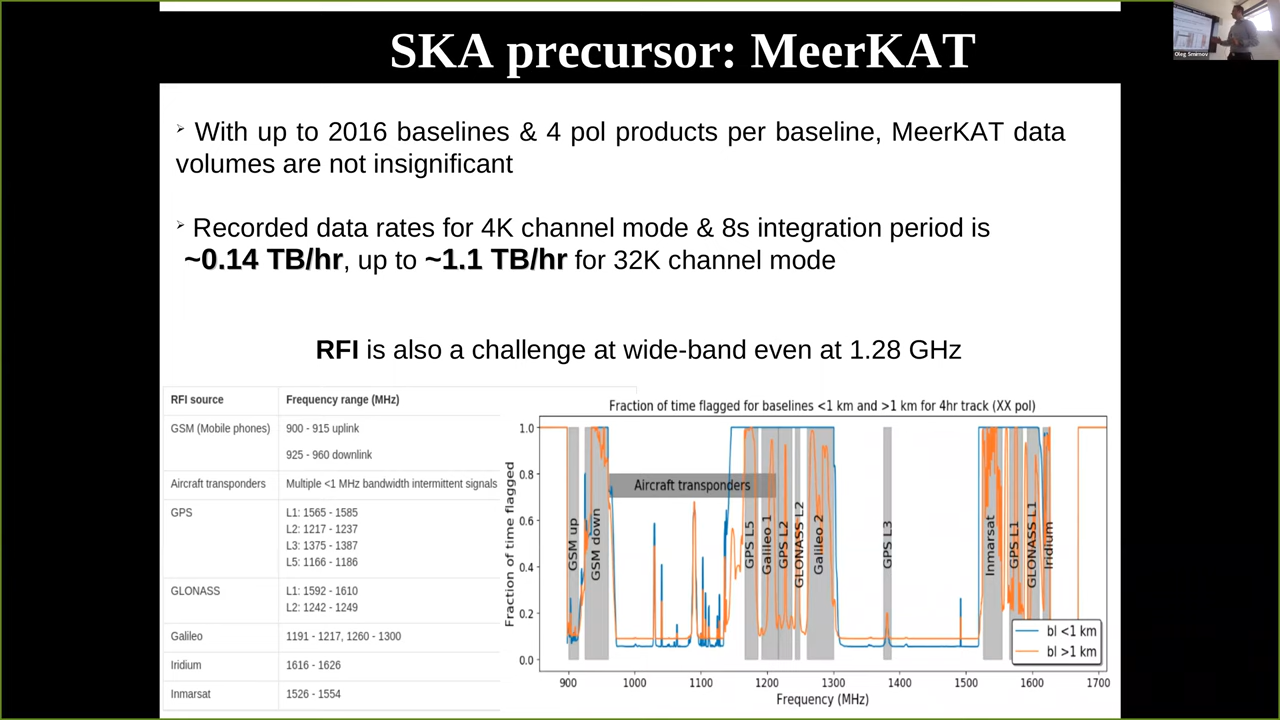 SKA precursor: MeerKAT
Oleg Smirnov
➢ With up to 2016 baselines & 4 pol products per baseline, MeerKAT data
volumes are not insignificant
➢ Recorded data rates for 4K channel mode & 8s integration period is
~0.14 TB/hr, up to ~1.1 TB/hr for 32K channel mode
RFI is also a challenge at wide-band even at 1.28 GHz
RFI source Frequency range (MHz)
GSM (Mobile phones) 900 - 915 uplink
925 - 960 downlink
Aircraft transponders Multiple <1 MHz bandwidth intermittent signals
GPS L1: 1565 - 1585
L2: 1217 - 1237
L3: 1375 - 1387
L5: 1166 - 1186
GLONASS L1: 1592 - 1610
L2: 1242 - 1249
Galileo 1191 - 1217, 1260 - 1300
Iridium 1616 - 1626
Inmarsat 1526 - 1554
Fraction of time flagged for baselines <1 km and >1 km for 4hr track (XX pol)
Fraction of time flagged
1.0
0.8
0.6
0.4
0.2
0.0
Aircraft transponders
GSM up
GSM down
GPS L5
Galileo 1
GPS L2
GLONASS L2
Galileo 2
GPS L3
Inmarsat
GPS L1
GLONASS L1
Iridium
bl <1 km
bl >1 km
900 1000 1100 1200 1300 1400 1500 1600 1700
Frequency (MHz)